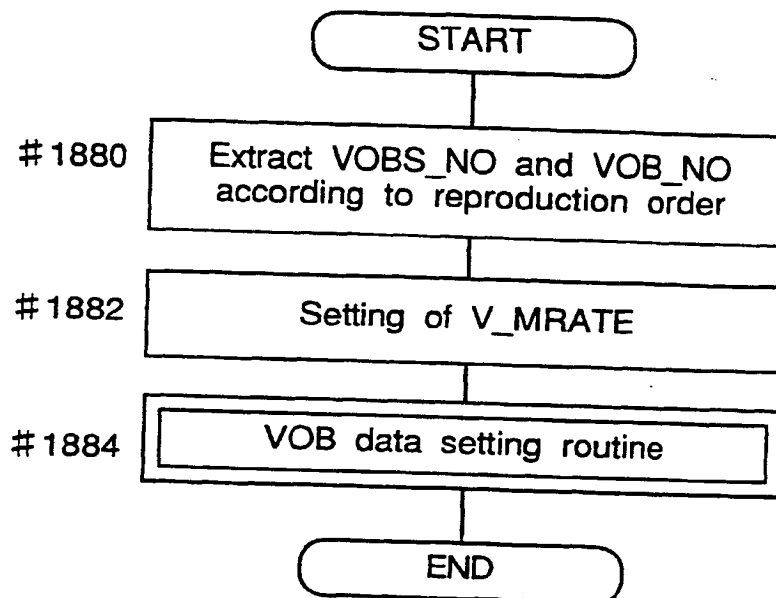 START
#1880
Extract VOBS_NO and VOB_NO
according to reproduction order
#1882
Setting of V_MRATE
#1884
VOB data setting routine
END